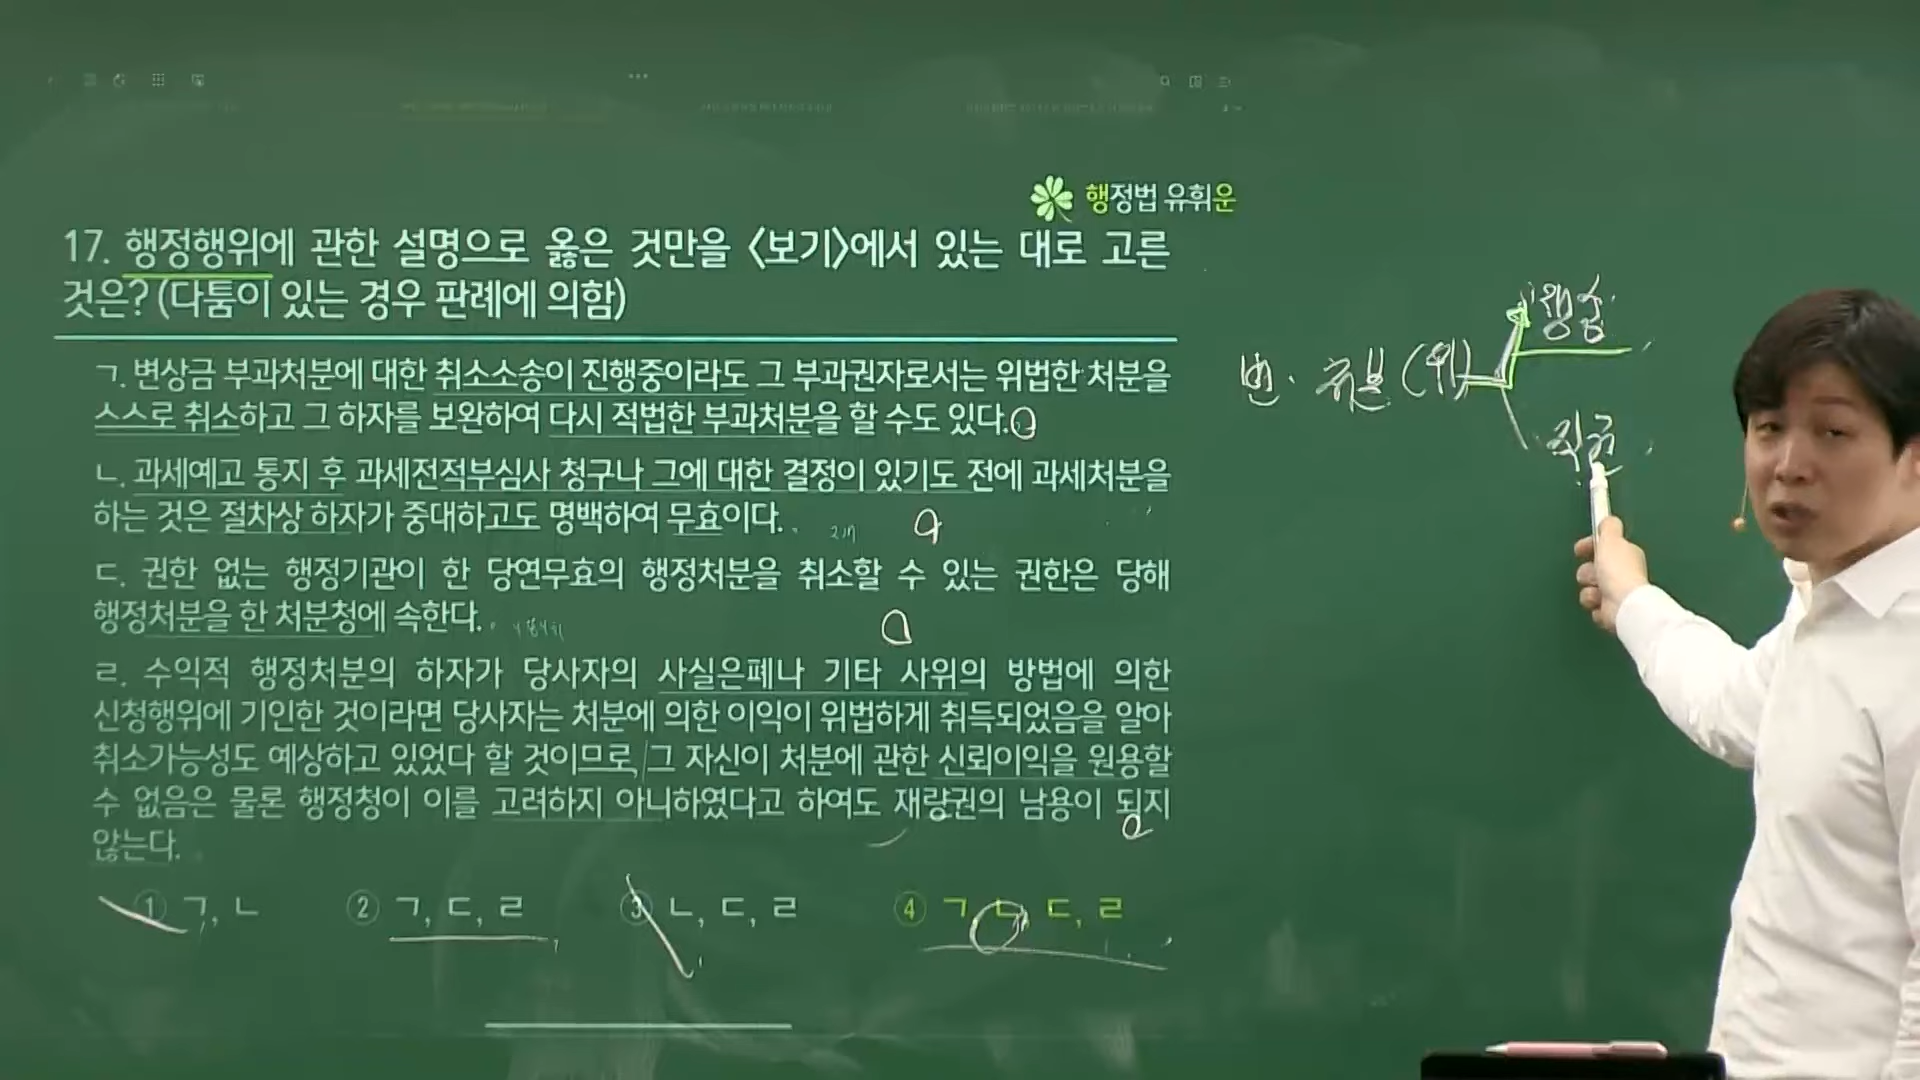 행정법 유휘운
17. 행정행위에 관한 설명으로 옳은 것만을 <보기>에서 있는 대로 고른
것은? (다툼이 있는 경우 판례에 의함)
ㄱ. 변상금 부과처분에 대한 취소소송이 진행중이라도 그 부과권자로서는 위법한 처분을
스스로 취소하고 그 하자를 보완하여 다시 적법한 부과처분을 할 수도 있다.
ㄴ. 과세예고 통지 후 과세전적부심사 청구나 그에 대한 결정이 있기도 전에 과세처분을
하는 것은 절차상 하자가 중대하고도 명백하여 무효이다.
ㄷ. 권한 없는 행정기관이 한 당연무효의 행정처분을 취소할 수 있는 권한은 당해
행정처분을 한 처분청에 속한다.
ㄹ. 수익적 행정처분의 하자가 당사자의 사실은폐나 기타 사위의 방법에 의한
신청행위에 기인한 것이라면 당사자는 처분에 의한 이익이 위법하게 취득되었음을 알아
취소가능성도 예상하고 있었다 할 것이므로, 그 자신이 처분에 관한 신뢰이익을 원용할
수 없음은 물론 행정청이 이를 고려하지 아니하였다고 하여도 재량권의 남용이 되지
않는다.
① ㄱ, ㄴ ② ㄱ, ㄷ, ㄹ ③ ㄴ, ㄷ, ㄹ ④ ㄱ, ㄴ, ㄷ, ㄹ
행송
변. 부분 (위)
직권